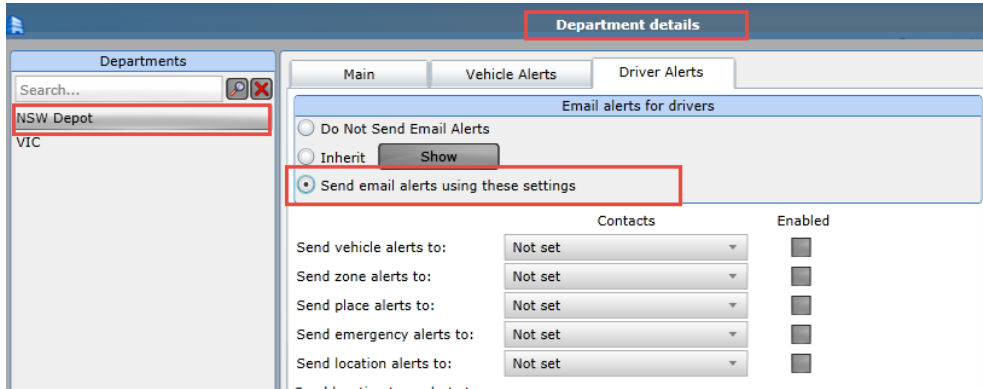 Department details
Departments
Search...
NSW Depot
VIC
Main Vehicle Alerts Driver Alerts
Email alerts for drivers
Do Not Send Email Alerts
Inherit Show
Send email alerts using these settings
Contacts Enabled
Send vehicle alerts to: Not set
Send zone alerts to: Not set
Send place alerts to: Not set
Send emergency alerts to: Not set
Send location alerts to: Not set